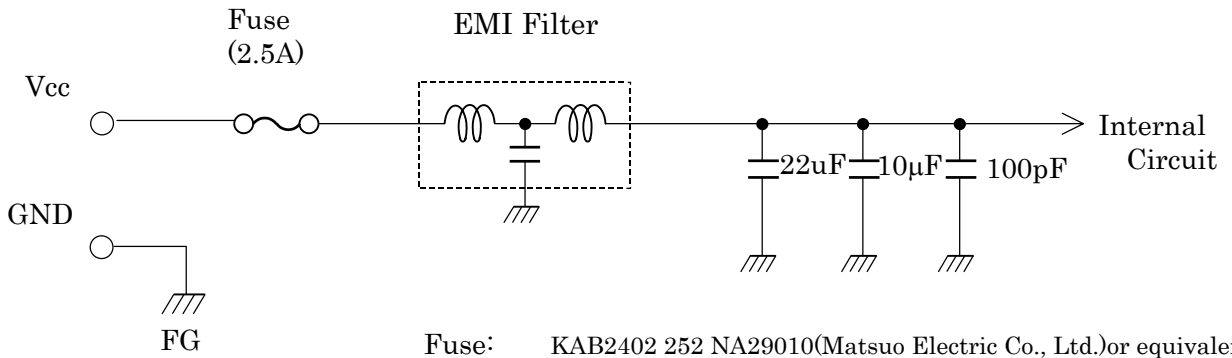 Fuse
(2.5A)
EMI Filter
Vcc
Internal
Circuit
22uF
10μF
100pF
GND
FG
Fuse: KAB2402 252 NA29010(Matsuo Electric Co., Ltd.)or equivale